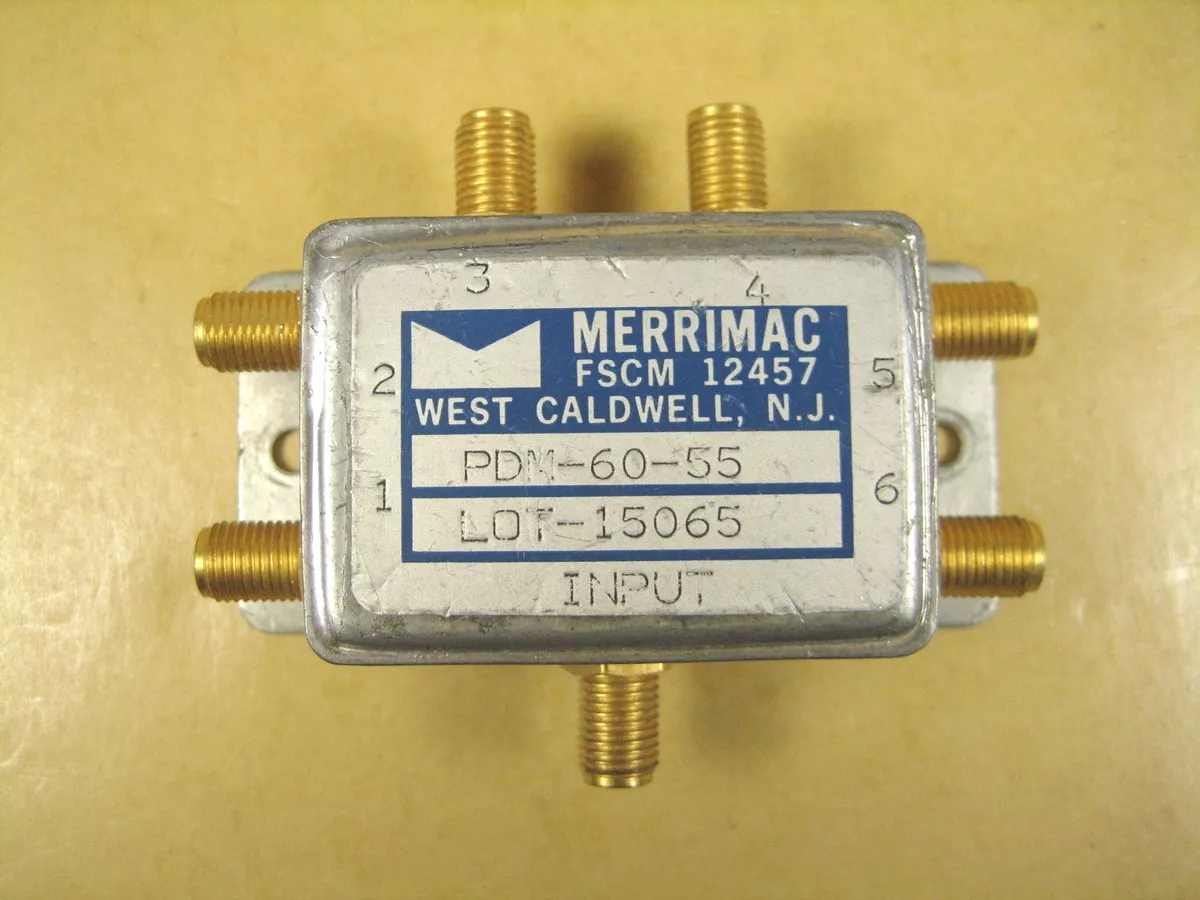 3 4
MERRIMAC
FSCM 12457
2 5
WEST CALDWELL, N.J.
PDM-60-55
1 6
LOT-15065
INPUT